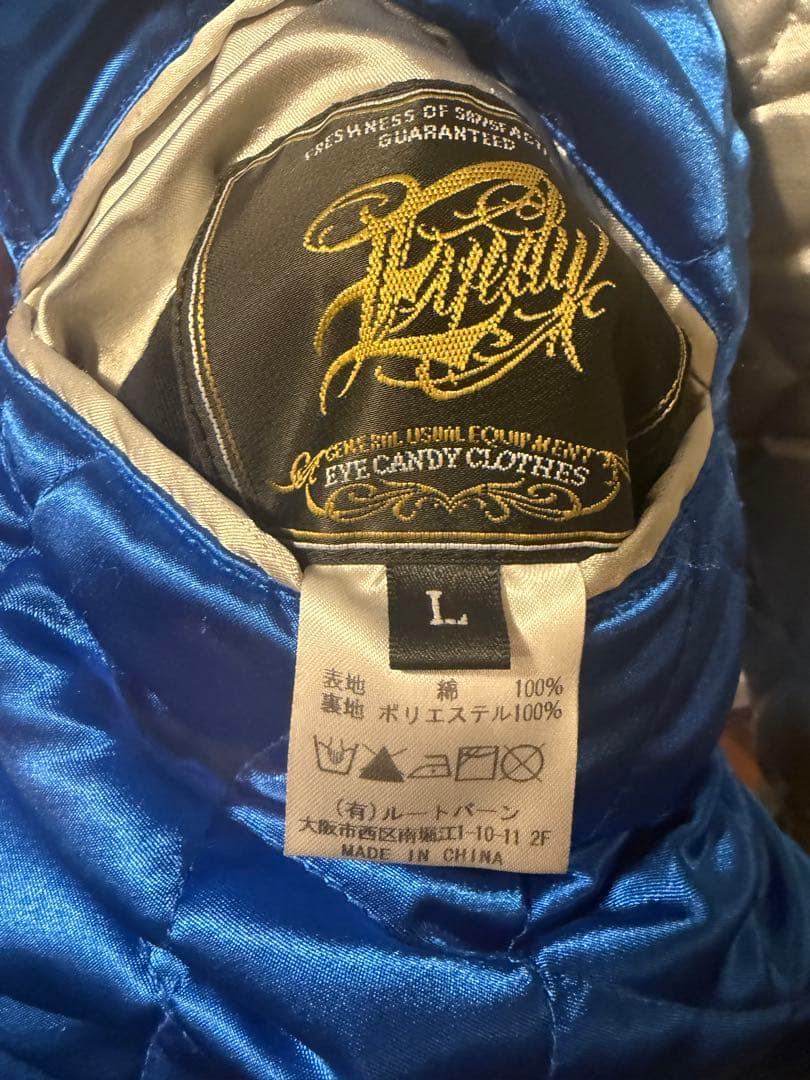 FRESHNESS OF SANSFACTI
GUARANTEED
Eyedy
GENERAL USUAL EQUIPMENT
EYE CANDY CLOTHES
L
表地 綿 100%
裏地 ポリエステル100%
(有)ルートバーン
大阪市西区南堀江1-10-11 2F
MADE IN CHINA